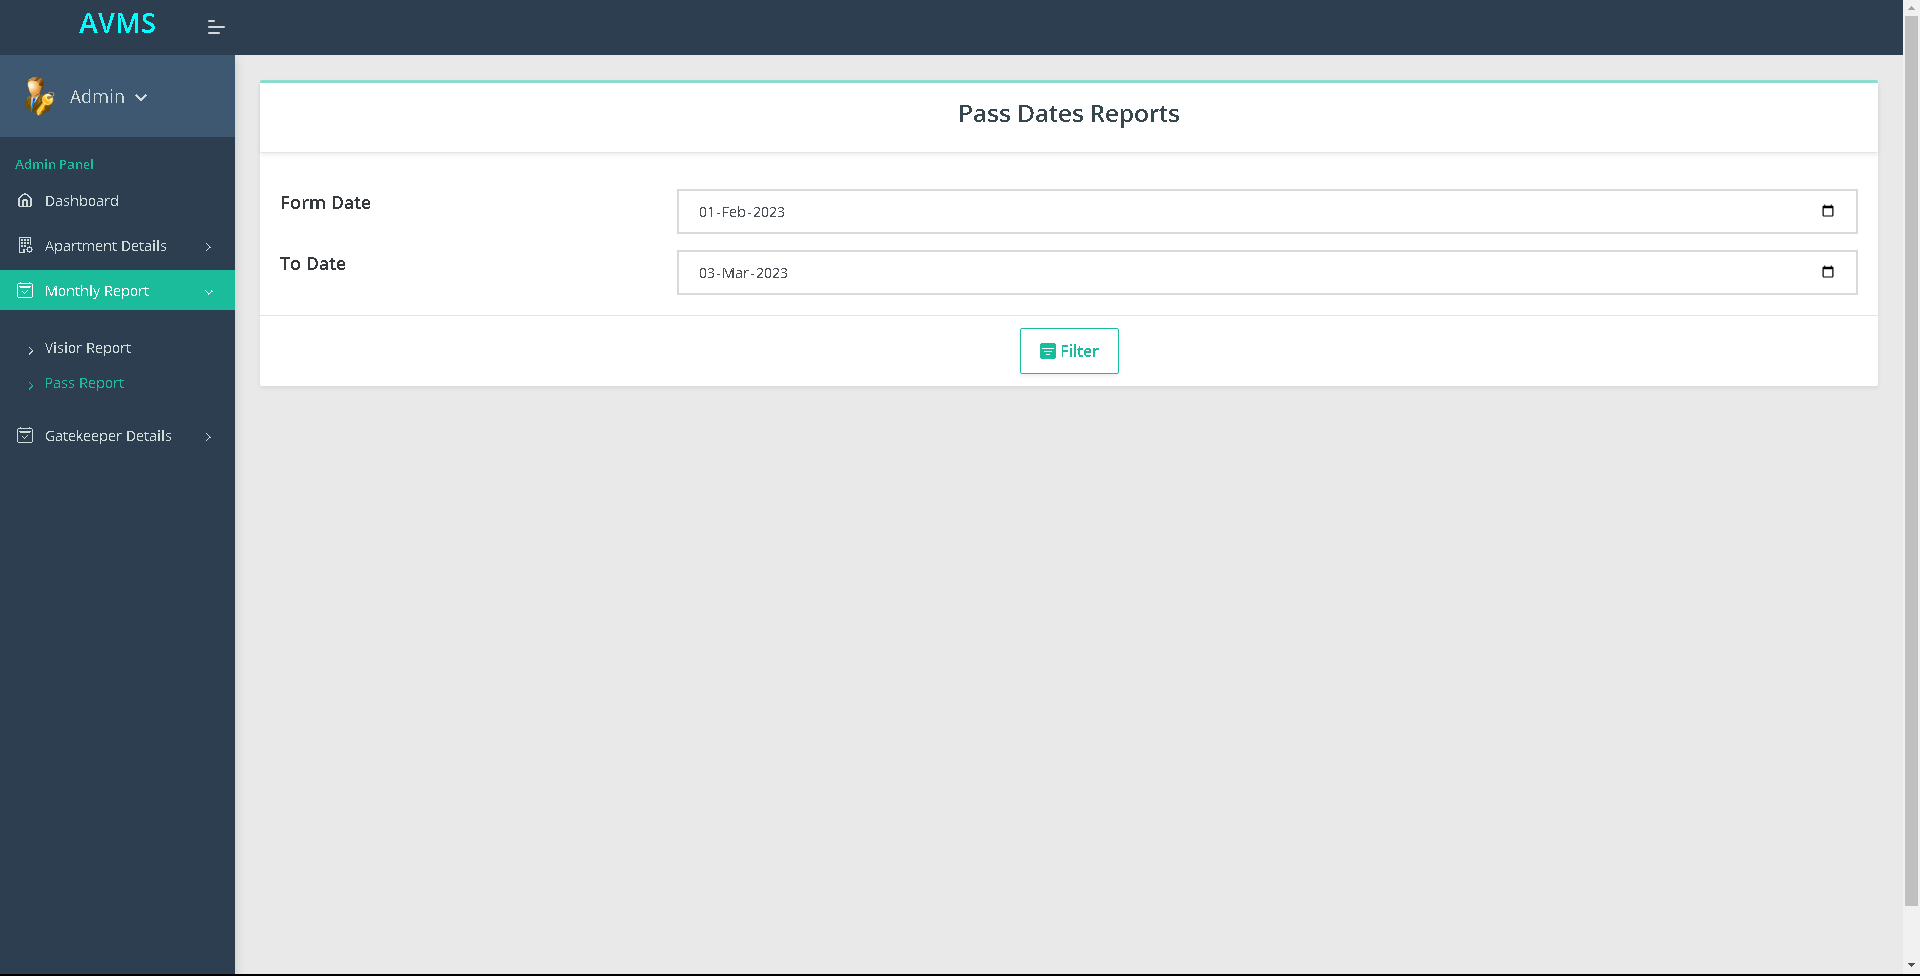 AVMS
Admin
Admin Panel
Dashboard
Apartment Details
Monthly Report
Visior Report
Pass Report
Gatekeeper Details
Pass Dates Reports
Form Date
01-Feb-2023
To Date
03-Mar-2023
Filter